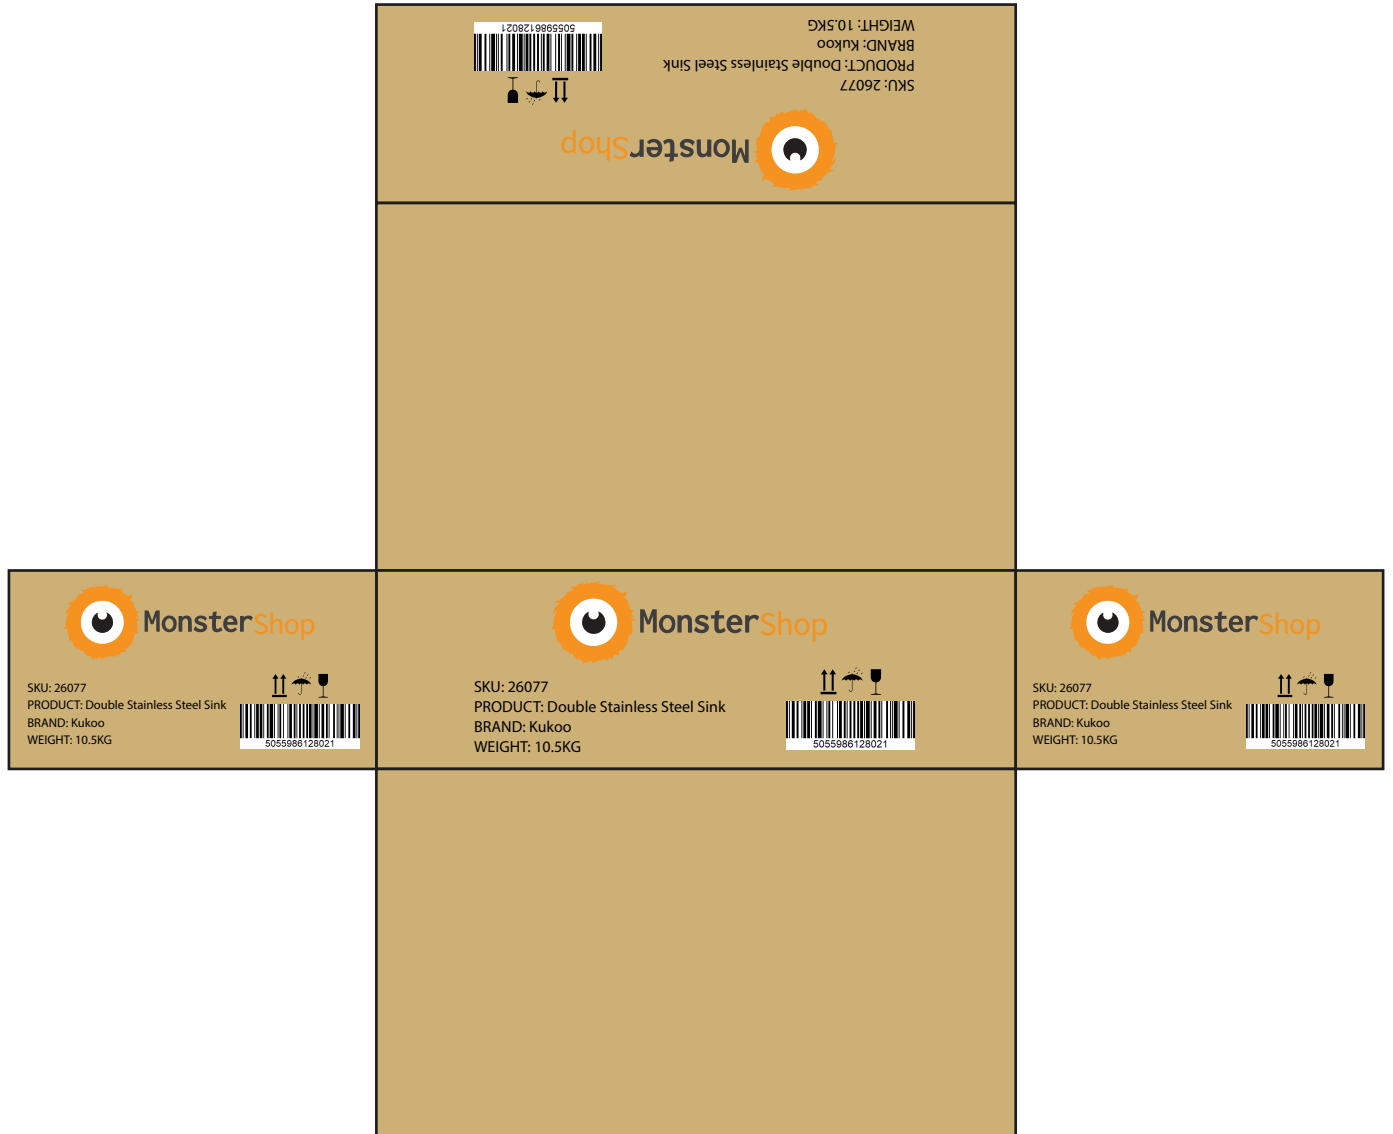 5055986128021
WEIGHT: 10.5KG
BRAND: Kukoo
PRODUCT: Double Stainless Steel Sink
SKU: 26077
MonsterShop
MonsterShop
SKU: 26077
PRODUCT: Double Stainless Steel Sink
BRAND: Kukoo
WEIGHT: 10.5KG
5055986128021
MonsterShop
SKU: 26077
PRODUCT: Double Stainless Steel Sink
BRAND: Kukoo
WEIGHT: 10.5KG
5055986128021
MonsterShop
SKU: 26077
PRODUCT: Double Stainless Steel Sink
BRAND: Kukoo
WEIGHT: 10.5KG
5055986128021